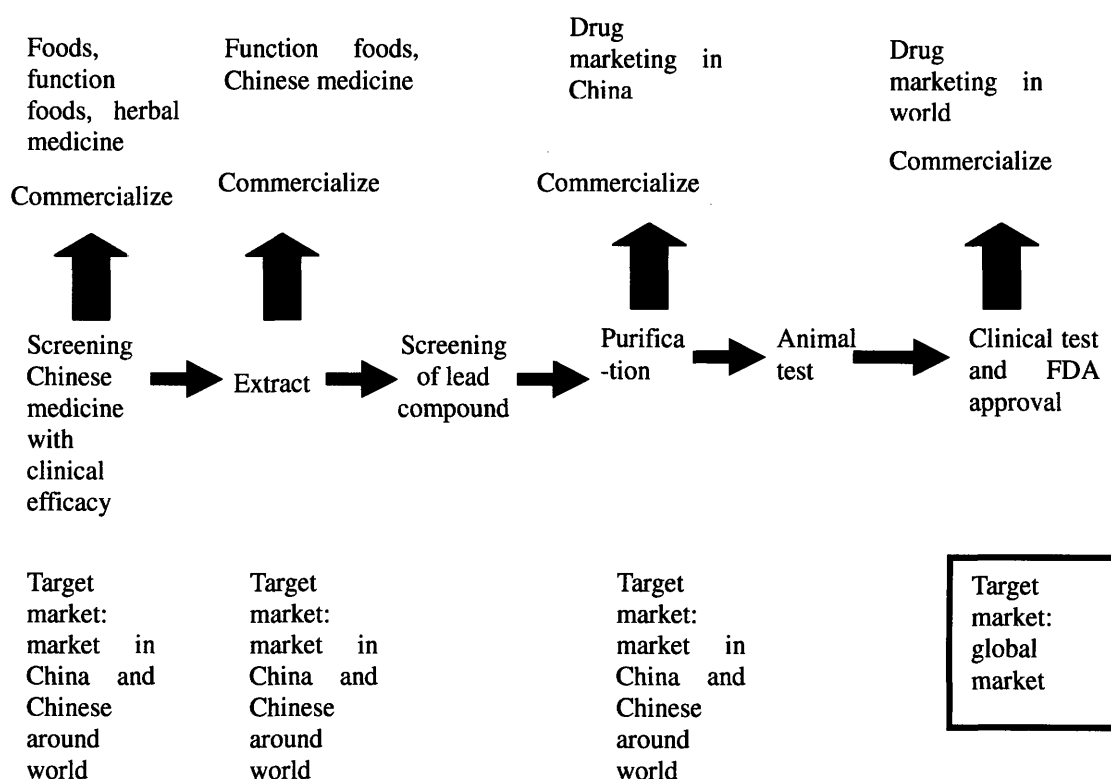 Foods,
function
foods, herbal
medicine
Function foods,
Chinese medicine
Drug
marketing in
China
Drug
marketing in
world
Commercialize
Commercialize
Commercialize
Commercialize
Screening
Chinese
medicine
with
clinical
efficacy
Extract
Screening
of lead
compound
Purifica
-tion
Animal
test
Clinical test
and FDA
approval
Target
market:
market in
China and
Chinese
around
world
Target
market:
market in
China and
Chinese
around
world
Target
market:
market in
China and
Chinese
around
world
Target
market:
global
market